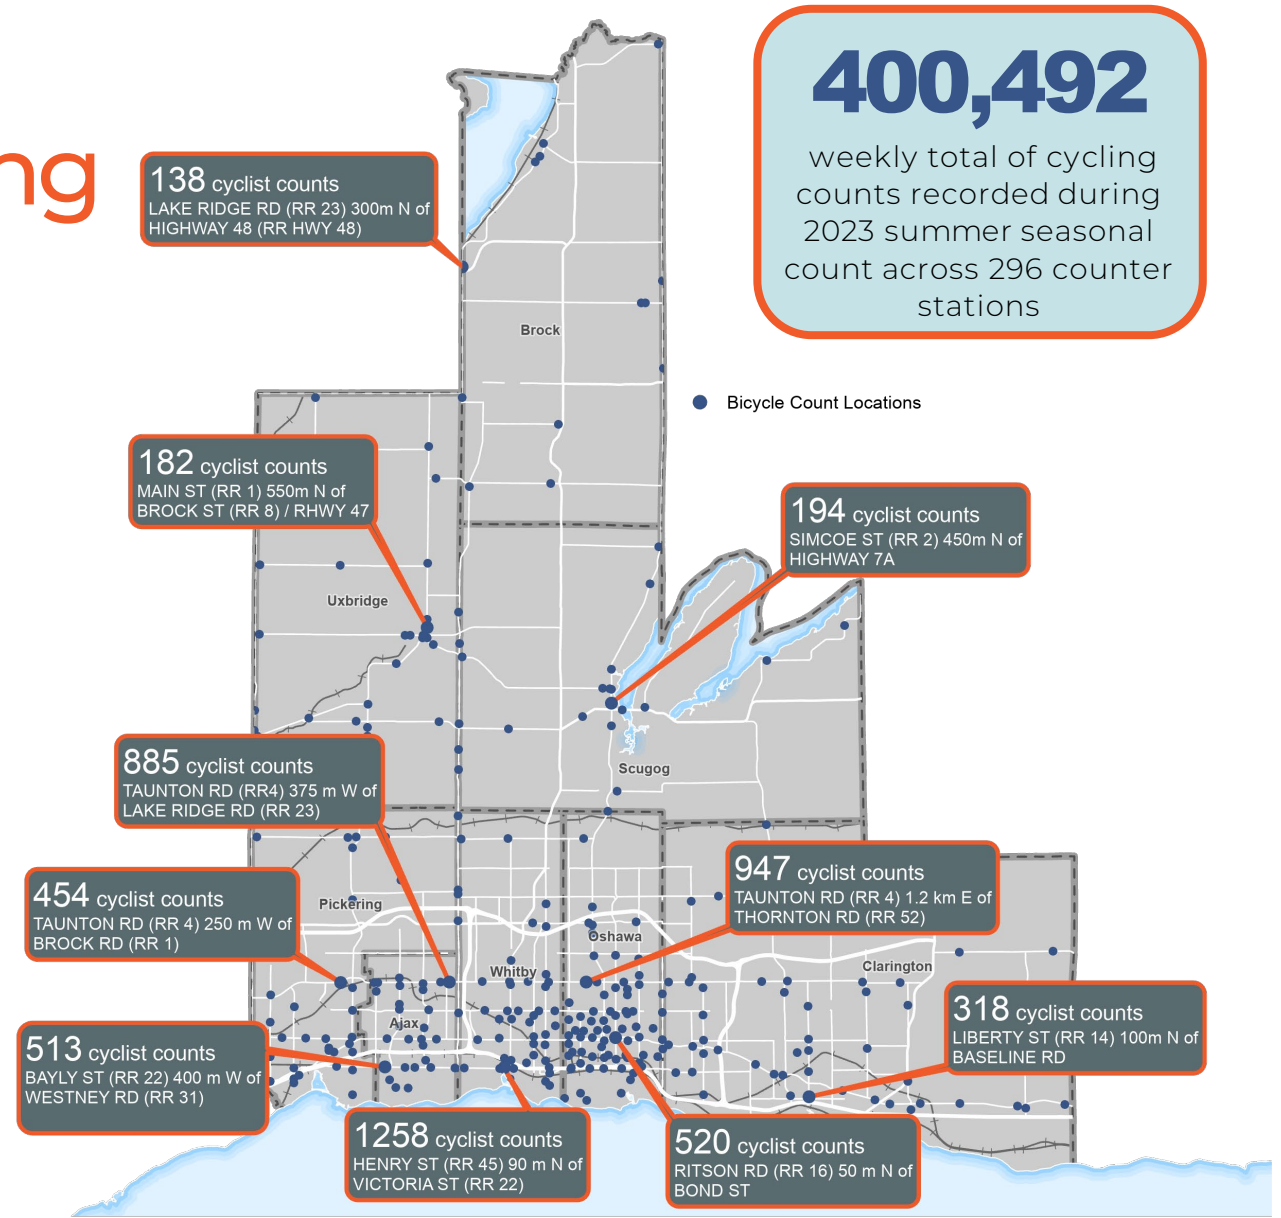 400,492
weekly total of cycling
counts recorded during
2023 summer seasonal
count across 296 counter
stations
ng
138 cyclist counts
LAKE RIDGE RD (RR 23) 300m N of
HIGHWAY 48 (RR HWY 48)
Brock
Bicycle Count Locations
182 cyclist counts
MAIN ST (RR 1) 550m N of
BROCK ST (RR 8) / RHWY 47
194 cyclist counts
SIMCOE ST (RR 2) 450m N of
HIGHWAY 7A
Uxbridge
885 cyclist counts
TAUNTON RD (RR4) 375 m W of
LAKE RIDGE RD (RR 23)
Scugog
947 cyclist counts
TAUNTON RD (RR 4) 1.2 km E of
THORNTON RD (RR 52)
454 cyclist counts
TAUNTON RD (RR 4) 250 m W of
BROCK RD (RR 1)
Pickering
Oshawa
Whitby
Clarington
Ajax
318 cyclist counts
LIBERTY ST (RR 14) 100m N of
BASELINE RD
513 cyclist counts
BAYLY ST (RR 22) 400 m W of
WESTNEY RD (RR 31)
1258 cyclist counts
HENRY ST (RR 45) 90 m N of
VICTORIA ST (RR 22)
520 cyclist counts
RITSON RD (RR 16) 50 m N of
BOND ST